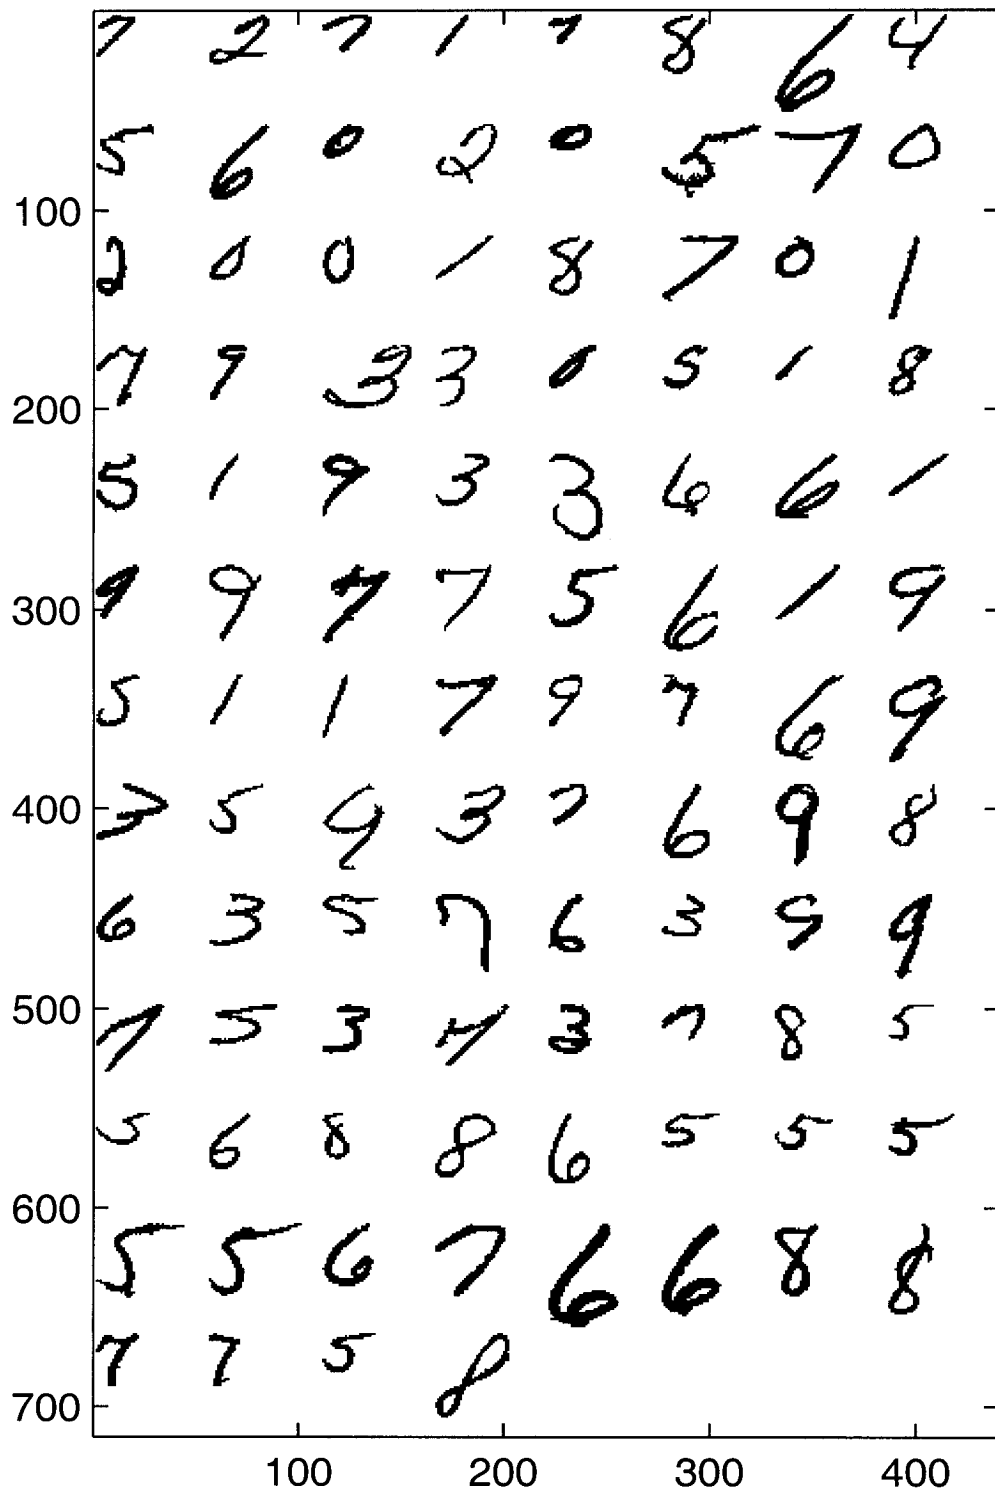 7 2 7 1 7 8 6 4
5 6 0 2 0 5 7 0
100
2 0 0 1 8 7 0 1
7 9 3 3 0 5 1 8
200
5 1 9 3 3 6 6 1
9 9 7 7 5 6 1 9
300
5 1 1 7 9 7 6 9
400
7 5 9 3 7 6 9 8
6 3 5 7 6 3 5 9
500
7 5 3 7 3 7 8 5
5 6 8 8 6 5 5 5
600
5 5 6 7 6 6 8 8
7 7 5 8
700
100 200 300 400